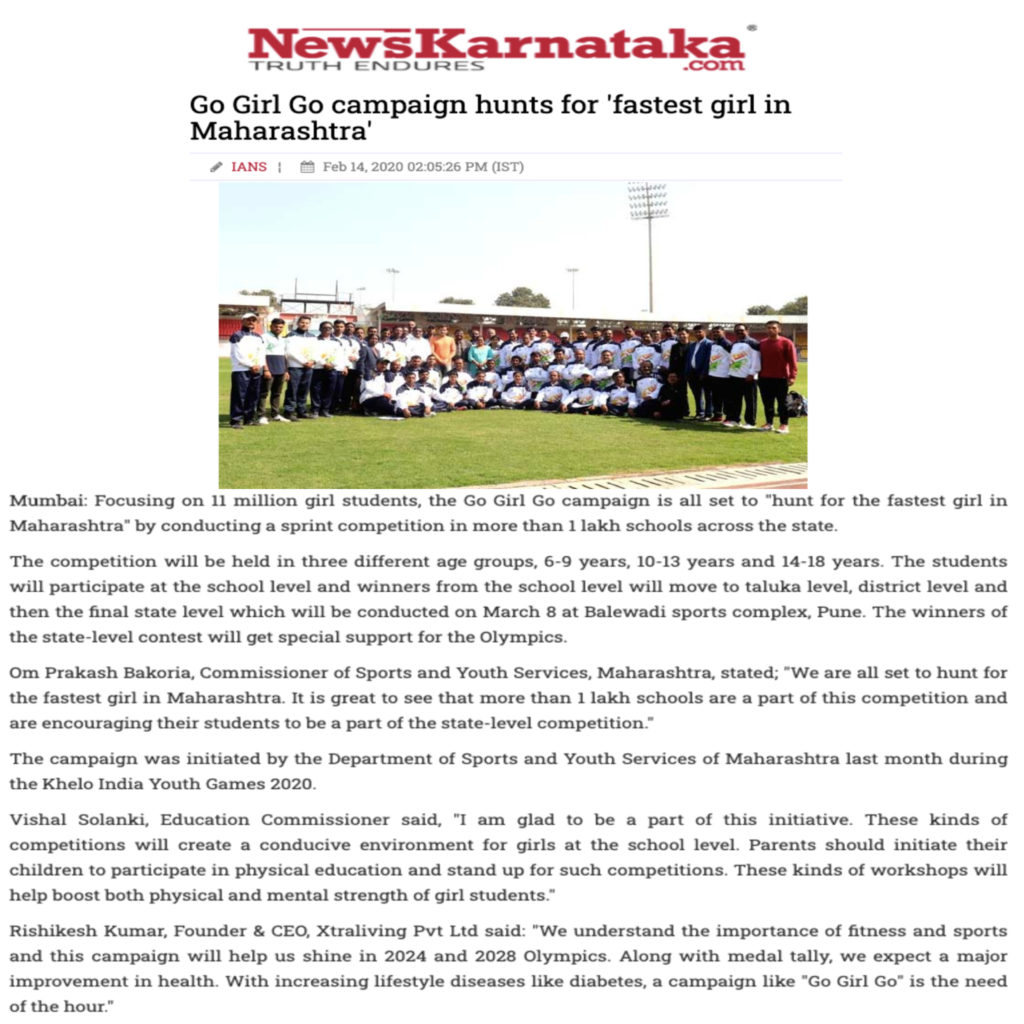 NewsKarnataka®
TRUTH ENDURES .com
Go Girl Go campaign hunts for 'fastest girl in
Maharashtra'
IANS ¦ Feb 14, 2020 02:05:26 PM (IST)
Mumbai: Focusing on 11 million girl students, the Go Girl Go campaign is all set to "hunt for the fastest girl in
Maharashtra" by conducting a sprint competition in more than 1 lakh schools across the state.
The competition will be held in three different age groups, 6-9 years, 10-13 years and 14-18 years. The students
will participate at the school level and winners from the school level will move to taluka level, district level and
then the final state level which will be conducted on March 8 at Balewadi sports complex, Pune. The winners of
the state-level contest will get special support for the Olympics.
Om Prakash Bakoria, Commissioner of Sports and Youth Services, Maharashtra, stated; "We are all set to hunt for
the fastest girl in Maharashtra. It is great to see that more than 1 lakh schools are a part of this competition and
are encouraging their students to be a part of the state-level competition."
The campaign was initiated by the Department of Sports and Youth Services of Maharashtra last month during
the Khelo India Youth Games 2020.
Vishal Solanki, Education Commissioner said, "I am glad to be a part of this initiative. These kinds of
competitions will create a conducive environment for girls at the school level. Parents should initiate their
children to participate in physical education and stand up for such competitions. These kinds of workshops will
help boost both physical and mental strength of girl students."
Rishikesh Kumar, Founder & CEO, Xtraliving Pvt Ltd said: "We understand the importance of fitness and sports
and this campaign will help us shine in 2024 and 2028 Olympics. Along with medal tally, we expect a major
improvement in health. With increasing lifestyle diseases like diabetes, a campaign like "Go Girl Go" is the need
of the hour."